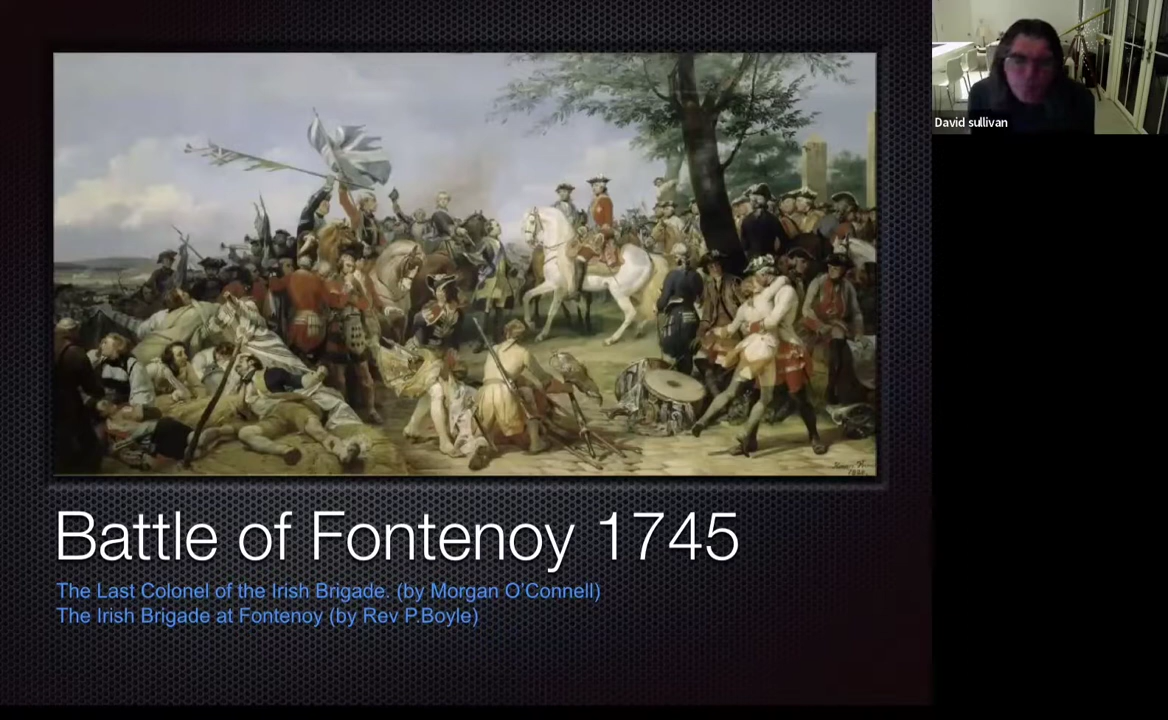 David sullivan
Battle of Fontenoy 1745
The Last Colonel of the Irish Brigade. (by Morgan O'Connell)
The Irish Brigade at Fontenoy (by Rev P.Boyle)